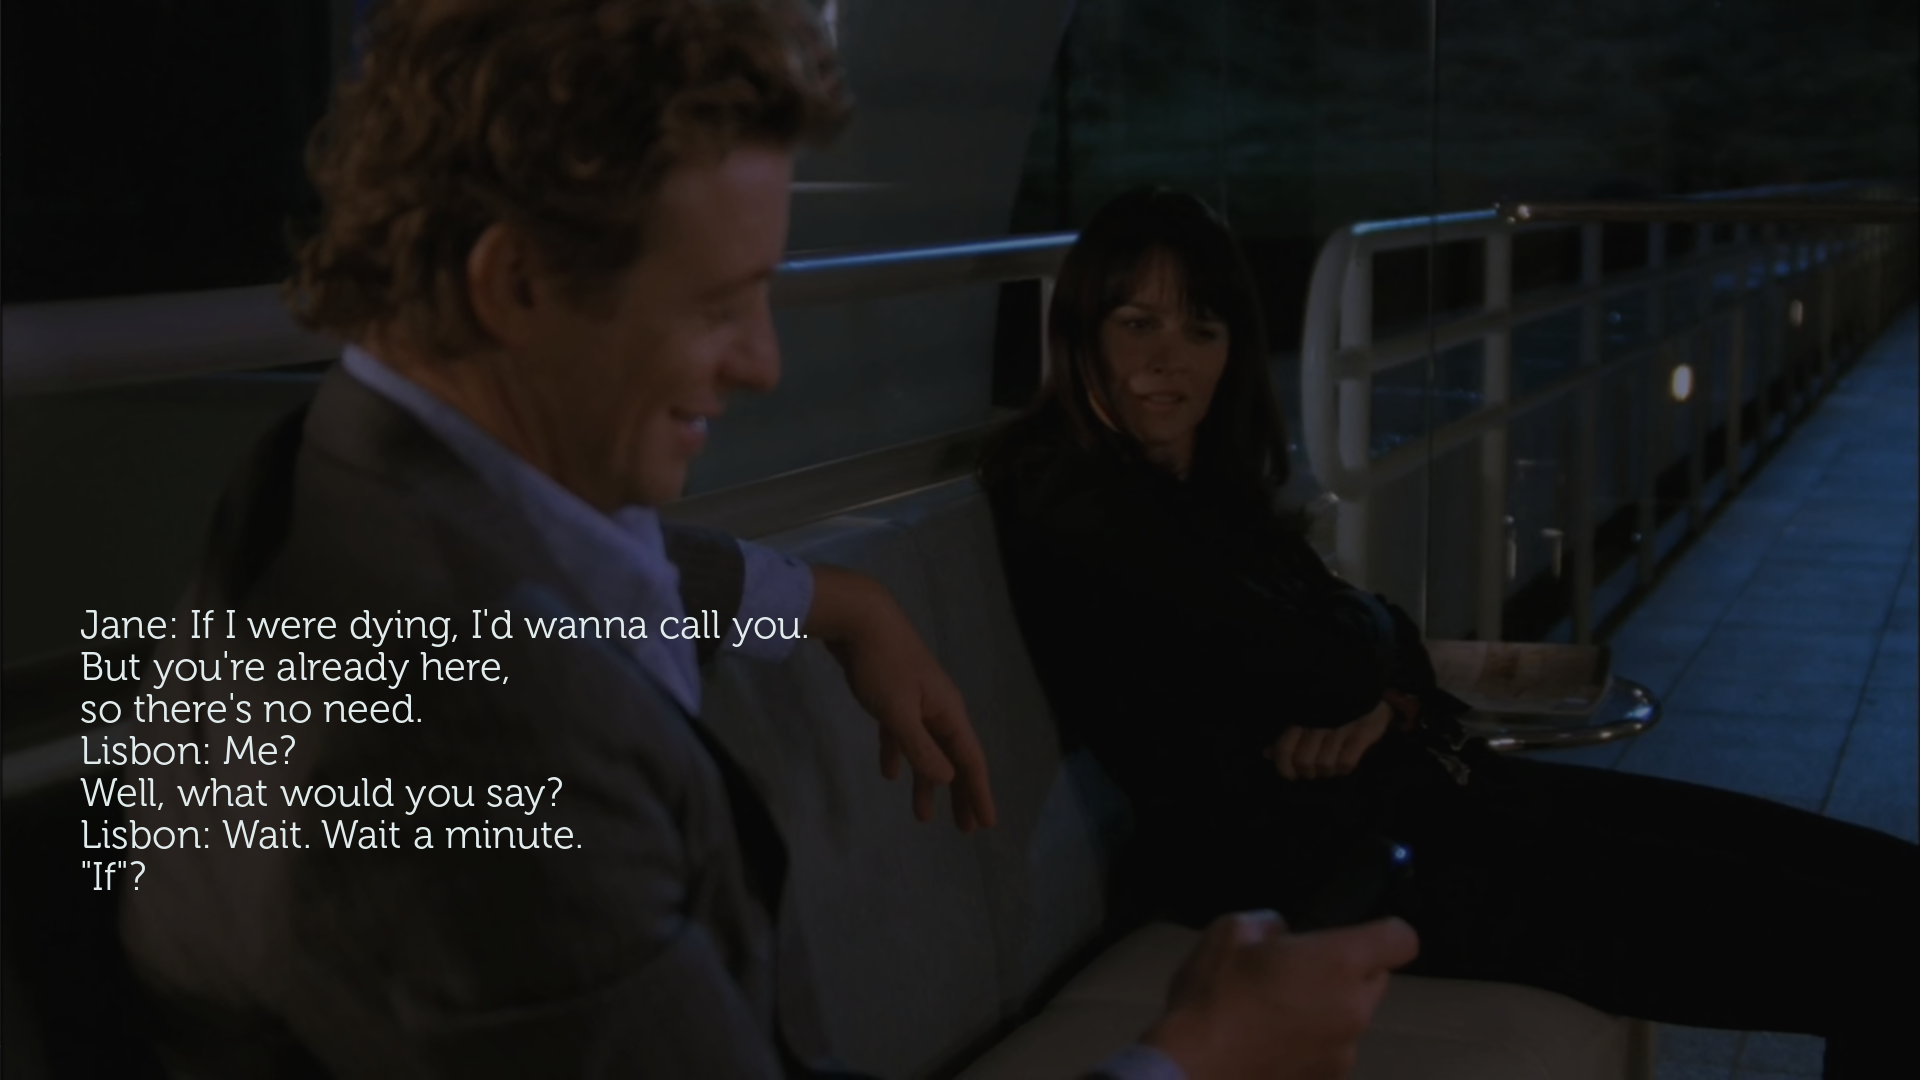 Jane: If I were dying, I'd wanna call you.
But you're already here,
so there's no need.
Lisbon: Me?
Well, what would you say?
Lisbon: Wait. Wait a minute.
"If"?